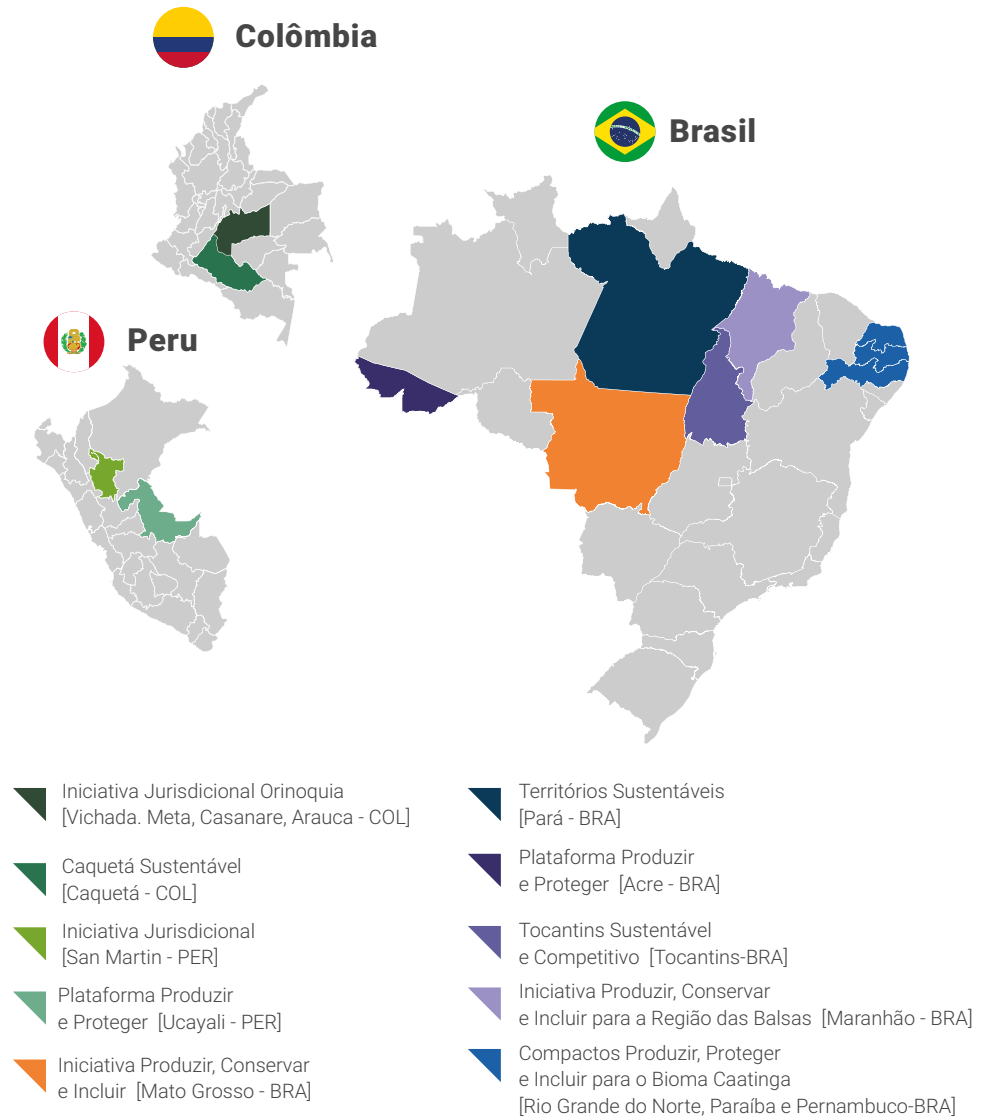 Colômbia
Brasil
Peru
Iniciativa Jurisdicional Orinoquia
[Vichada. Meta, Casanare, Arauca - COL]
Caquetá Sustentável
[Caquetá - COL]
Iniciativa Jurisdicional
[San Martin - PER]
Plataforma Produzir
e Proteger [Ucayali - PER]
Iniciativa Produzir, Conservar
e Incluir [Mato Grosso - BRA]
Territórios Sustentáveis
[Pará - BRA]
Plataforma Produzir
e Proteger [Acre - BRA]
Tocantins Sustentável
e Competitivo [Tocantins-BRA]
Iniciativa Produzir, Conservar
e Incluir para a Região das Balsas [Maranhão - BRA]
Compactos Produzir, Proteger
e Incluir para o Bioma Caatinga
[Rio Grande do Norte, Paraíba e Pernambuco-BRA]